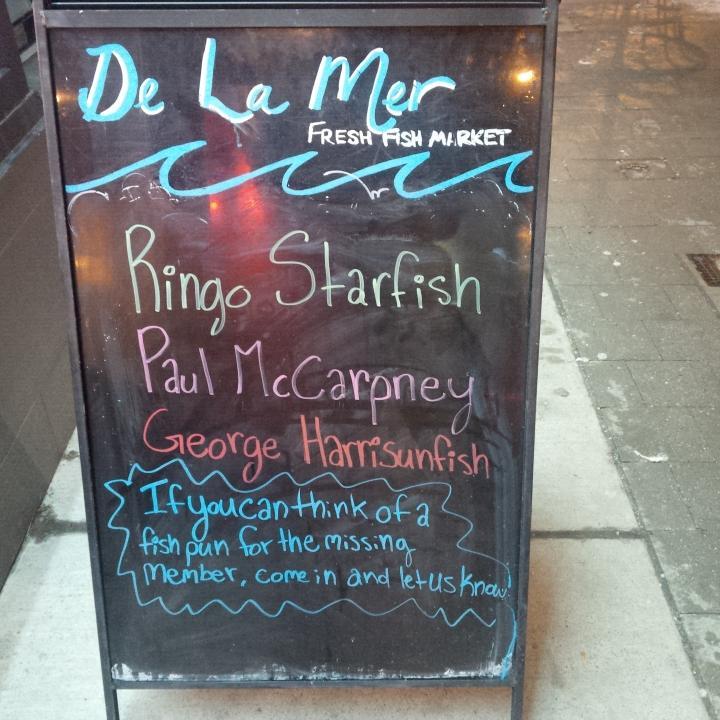 De La Mer
FRESH FISH MARKET
Ringo Starfish
Paul McCarpney
George Harrisunfish
If you can think of a
fish pun for the missing
Member, come in and let us know